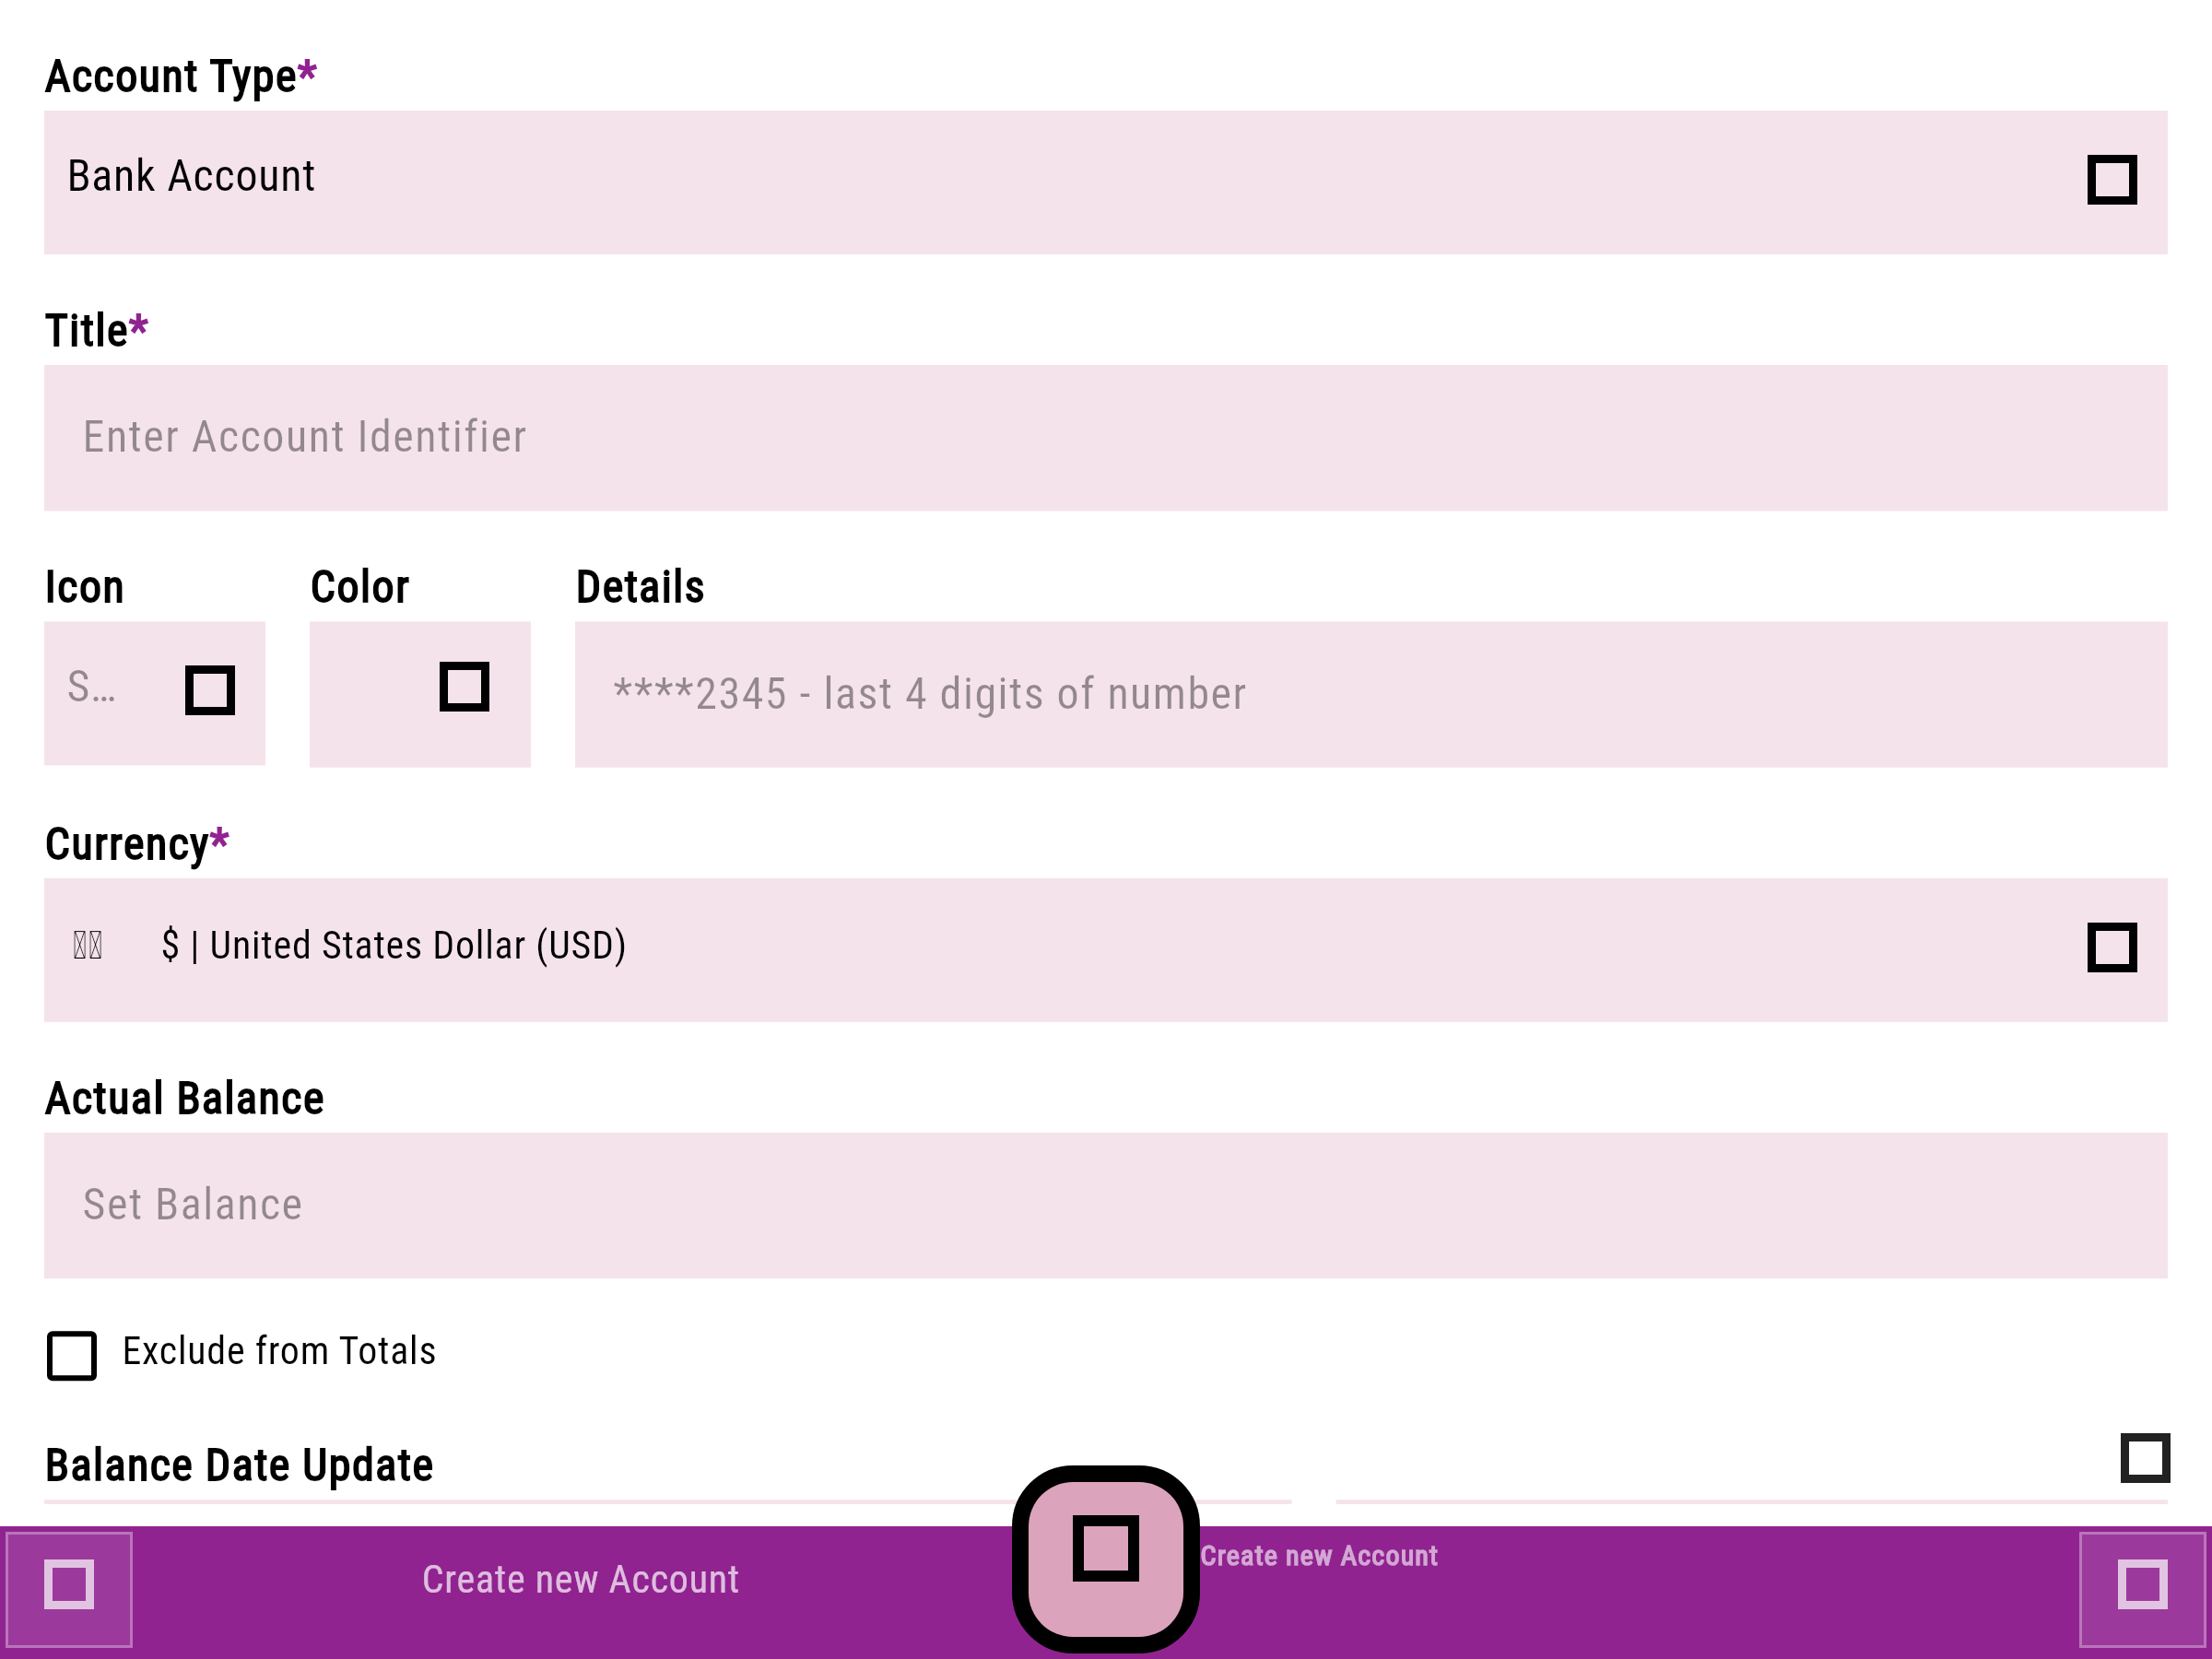 Account Type*
Bank Account
Title*
Enter Account Identifier
Icon Color Details
S… ****2345 - last 4 digits of number
Currency*
$ | United States Dollar (USD)
Actual Balance
Set Balance
Exclude from Totals
Balance Date Update
Create new Account
Create new Account